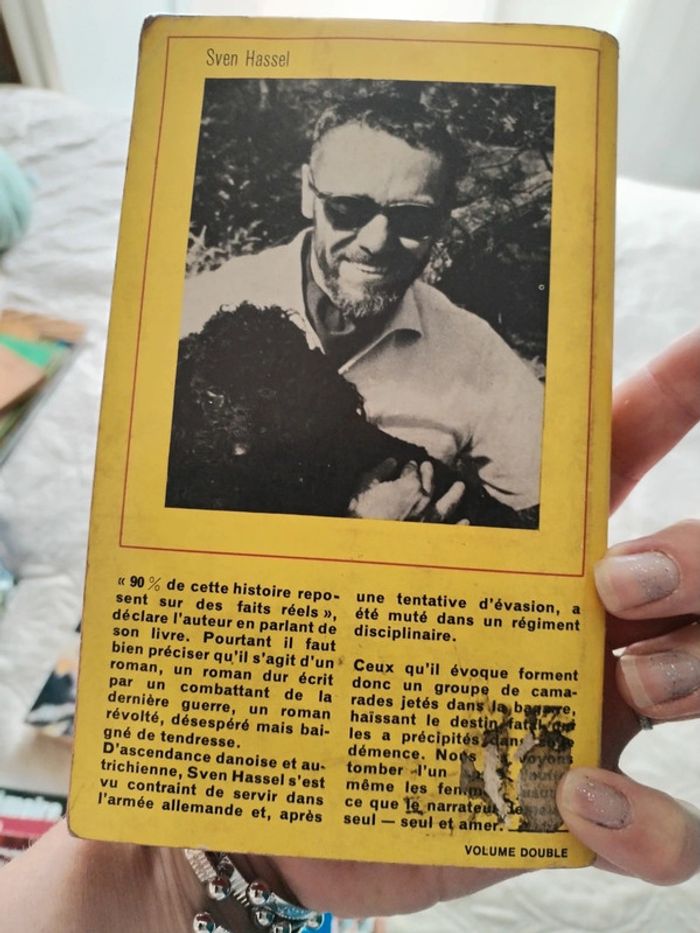 Sven Hassel
« 90 % de cette histoire repo-
sent sur des faits réels »,
déclare l'auteur en parlant de
son livre. Pourtant il faut
bien préciser qu'il s'agit d'un
roman, un roman dur écrit
par un combattant de la
dernière guerre, un roman
révolté, désespéré mais bai-
gné de tendresse.
D'ascendance danoise et au-
trichienne, Sven Hassel s'est
vu contraint de servir dans
l'armée allemande et, après
une tentative d'évasion, a
été muté dans un régiment
disciplinaire.
Ceux qu'il évoque forment
donc un groupe de cama-
rades jetés dans la bagarre,
haïssant le destin fatal qui
les a précipités dans
démence. Nous voyons
tomber l'un
même les
ce que le narrateur
seul — seul et amer.
VOLUME DOUBLE